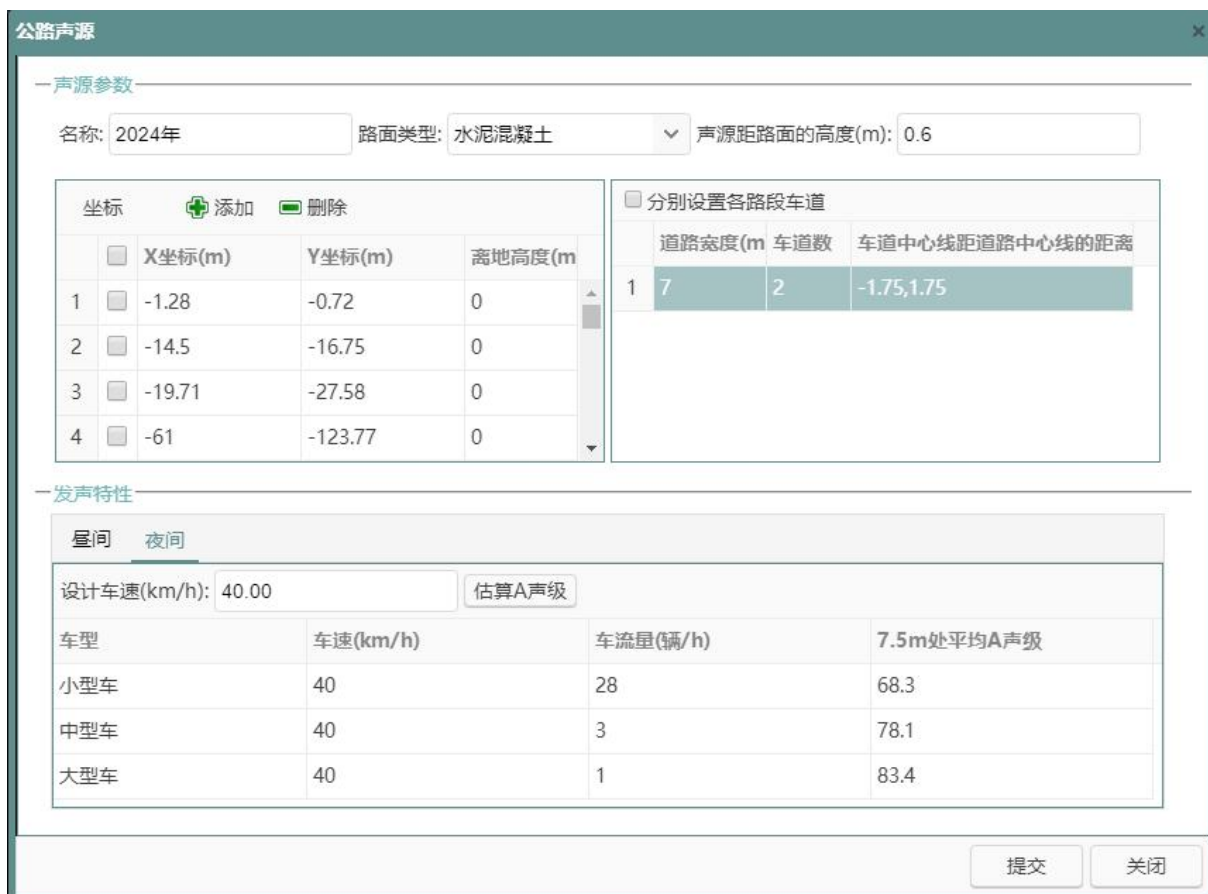 公路声源
声源参数
名称: 2024年 路面类型: 水泥混凝土 声源距路面的高度(m): 0.6
坐标 添加 删除
X坐标(m) Y坐标(m) 离地高度(m
1 -1.28 -0.72 0
2 -14.5 -16.75 0
3 -19.71 -27.58 0
4 -61 -123.77 0
分别设置各路段车道
道路宽度(m 车道数 车道中心线距道路中心线的距离
1 7 2 -1.75,1.75
发声特性
昼间 夜间
设计车速(km/h): 40.00 估算A声级
车型 车速(km/h) 车流量(辆/h) 7.5m处平均A声级
小型车 40 28 68.3
中型车 40 3 78.1
大型车 40 1 83.4
提交 关闭